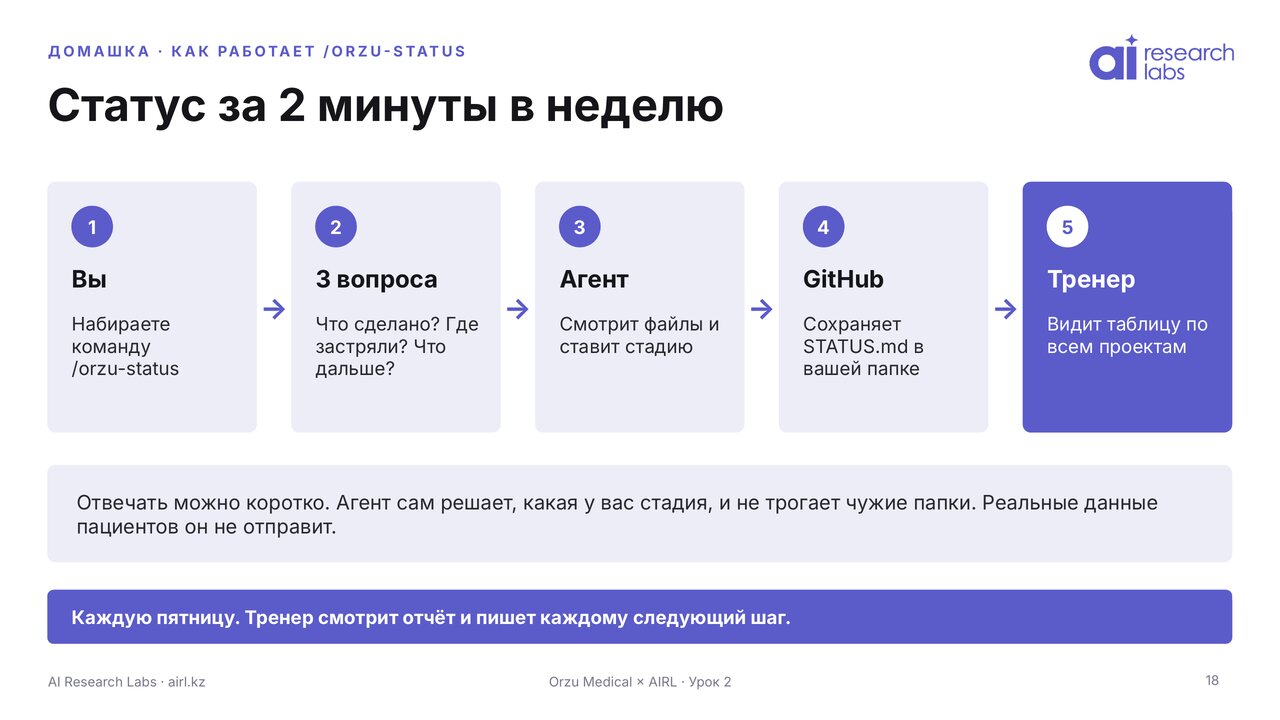 ДОМАШКА · КАК РАБОТАЕТ /ORZU-STATUS
ai research labs
Статус за 2 минуты в неделю
1
Вы
Набираете
команду
/orzu-status
→
2
3 вопроса
Что сделано? Где
застряли? Что
дальше?
→
3
Агент
Смотрит файлы и
ставит стадию
→
4
GitHub
Сохраняет
STATUS.md в
вашей папке
→
5
Тренер
Видит таблицу по
всем проектам
Отвечать можно коротко. Агент сам решает, какая у вас стадия, и не трогает чужие папки. Реальные данные
пациентов он не отправит.
Каждую пятницу. Тренер смотрит отчёт и пишет каждому следующий шаг.
AI Research Labs · airl.kz
Orzu Medical × AIRL · Урок 2
18